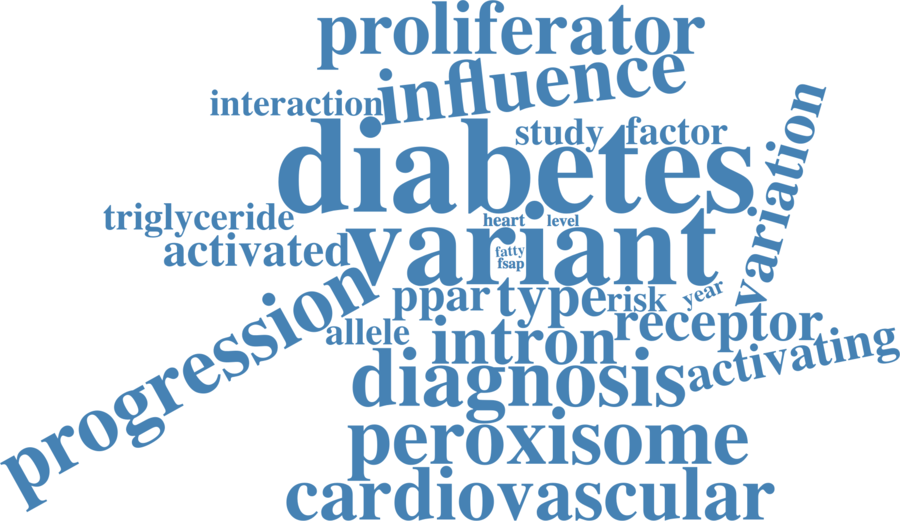 proliferator
influence
interaction
study factor
diabetes
variation
triglyceride
heart level
activated
variant
fatty
fsap
progression
ppar type risk year
allele intron receptor
diagnosis activating
peroxisome
cardiovascular